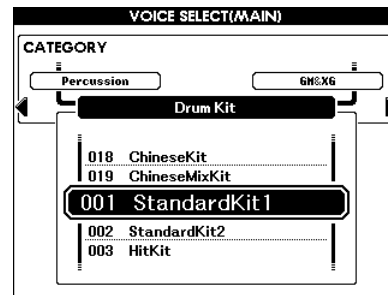 VOICE SELECT(MAIN)
CATEGORY
Percussion
GM&XG
Drum Kit
018 ChineseKit
019 ChineseMixKit
001 StandardKit1
002 StandardKit2
003 HitKit